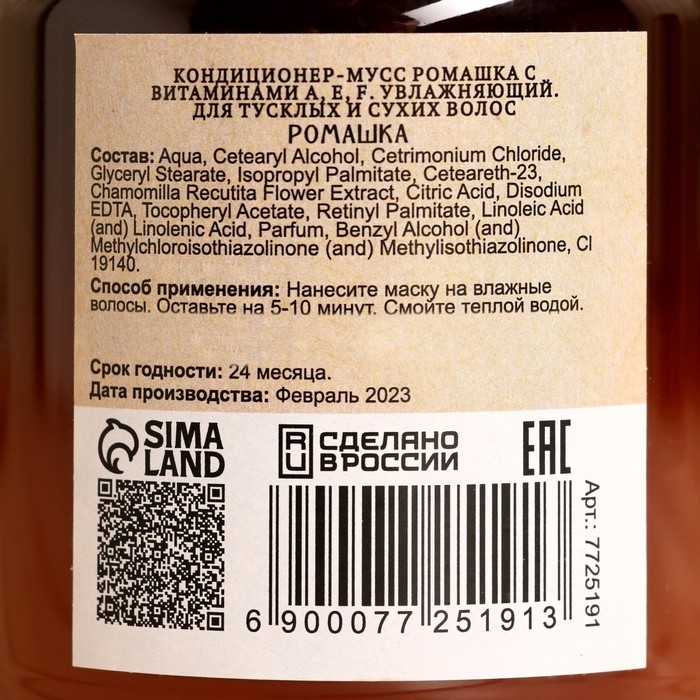 КОНДИЦИОНЕР-МУСС РОМАШКА С
ВИТАМИНАМИ А, Е, F. УВЛАЖНЯЮЩИЙ.
ДЛЯ ТУСКЛЫХ И СУХИХ ВОЛОС
РОМАШКА
Состав: Aqua, Cetearyl Alcohol, Cetrimonium Chloride,
Glyceryl Stearate, Isopropyl Palmitate, Ceteareth-23,
Chamomilla Recutita Flower Extract, Citric Acid, Disodium
EDTA, Tocopheryl Acetate, Retinyl Palmitate, Linoleic Acid
(and) Linolenic Acid, Parfum, Benzyl Alcohol (and)
Methylchloroisothiazolinone (and) Methylisothiazolinone, Cl
19140.
Способ применения: Нанесите маску на влажные
волосы. Оставьте на 5-10 минут. Смойте теплой водой.
Срок годности: 24 месяца.
Дата производства: Февраль 2023
SIMA
LAND
RU
СДЕЛАНО
В РОССИИ
EAC
Арт.: 7725191
6 900077 251913